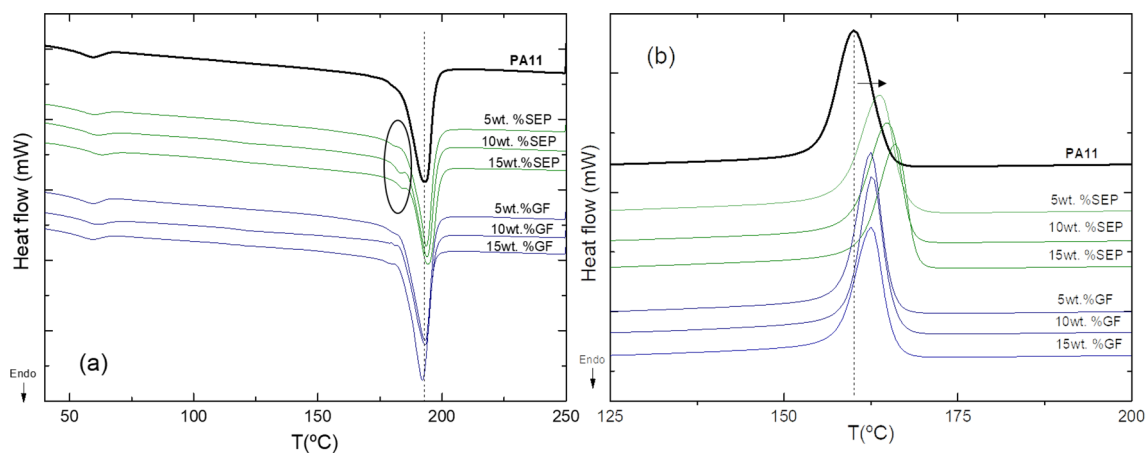 PA11
5wt. %SEP
10wt. %SEP
15wt.%SEP
5wt.%GF
10wt.%GF
15wt.%GF
Heat flow (mW)
(a)
Endo
50
100
150
200
250
T(ºC)
(b)
PA11
5wt. %SEP
10wt. %SEP
15wt. %SEP
5wt.%GF
10wt. %GF
15wt. %GF
Heat flow (mW)
Endo
125
150
175
200
T(ºC)